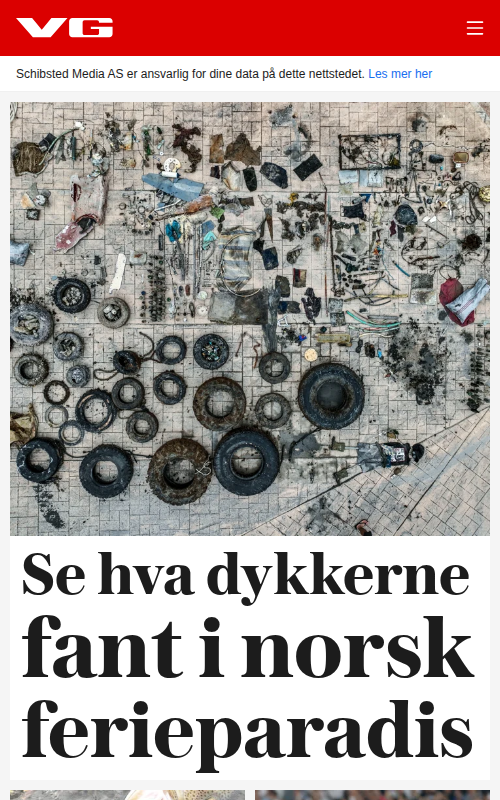 VG
Schibsted Media AS er ansvarlig for dine data på dette nettstedet. Les mer her
Se hva dykkerne
fant i norsk
ferieparadis